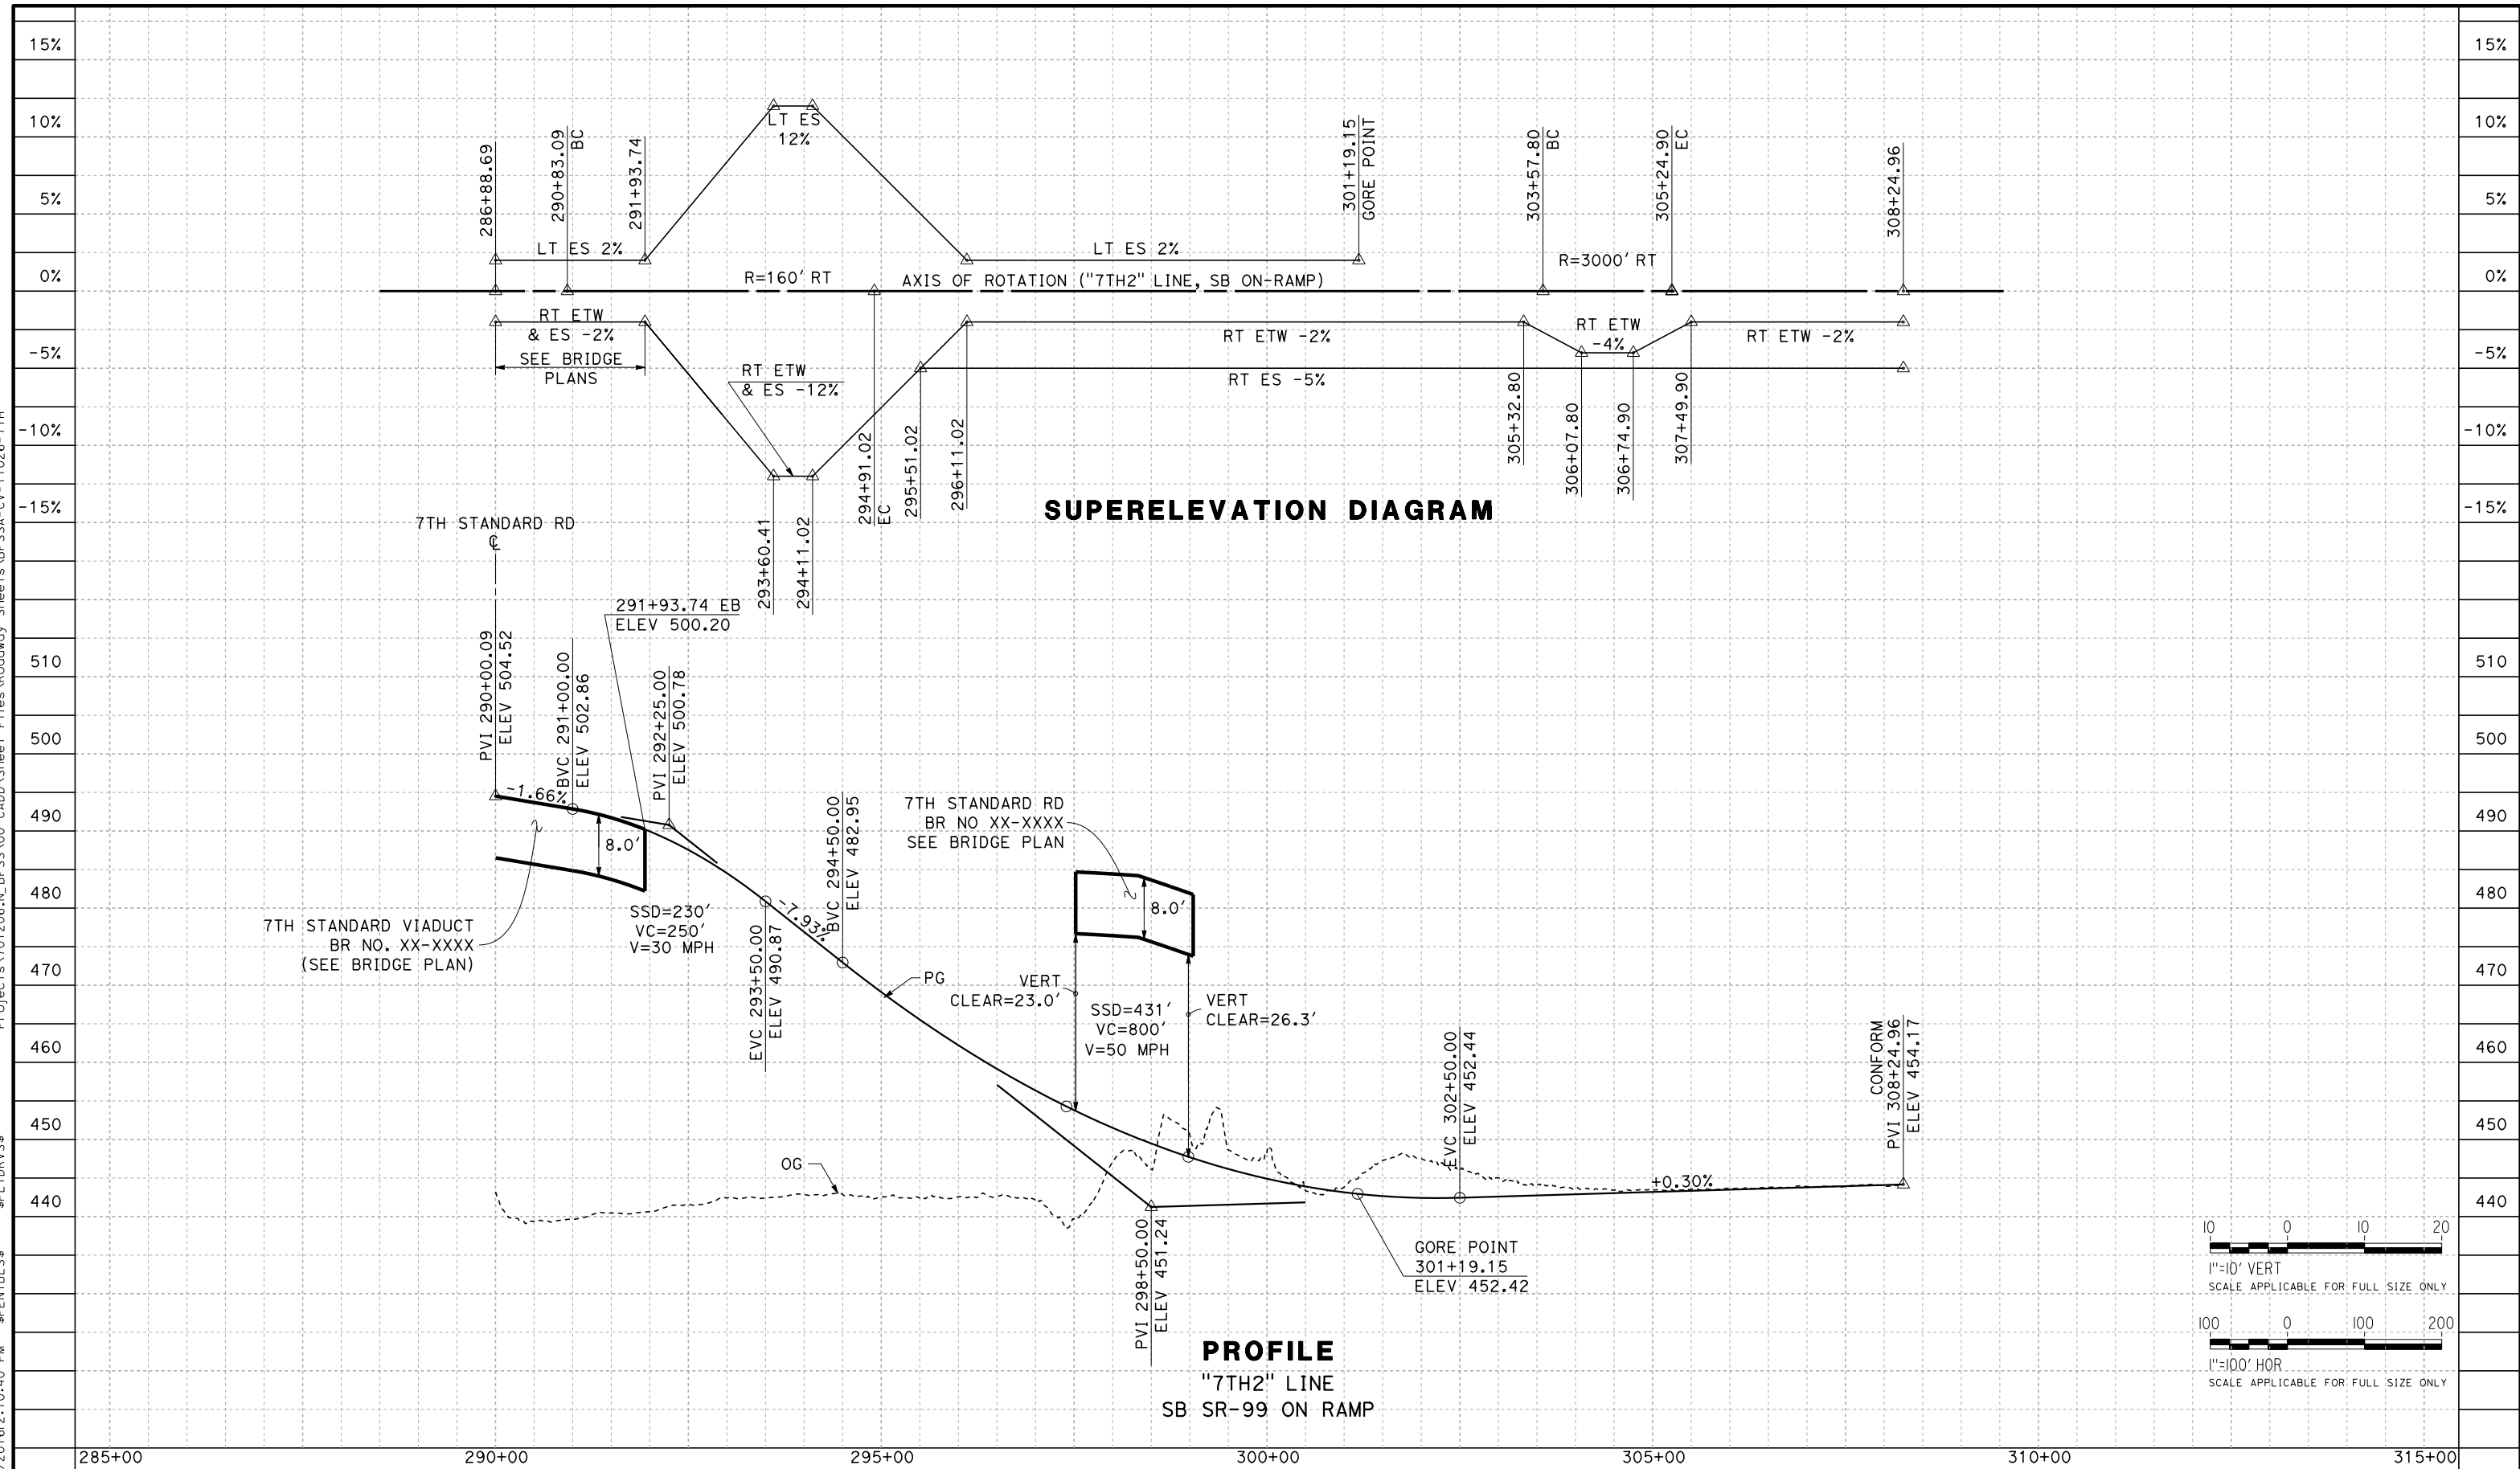 SUPERELEVATION DIAGRAM
15%
10%
5%
0%
-5%
-10%
-15%
510
500
490
480
470
460
450
440
15%
10%
5%
0%
-5%
-10%
-15%
510
500
490
480
470
460
450
440
286+88.69
290+83.09
BC
291+93.74
LT ES
12%
301+19.15
GORE POINT
303+57.80
BC
305+24.90
EC
308+24.96
LT ES 2%
LT ES 2%
R=160' RT
AXIS OF ROTATION ("7TH2" LINE, SB ON-RAMP)
R=3000' RT
RT ETW
& ES -2%
SEE BRIDGE
PLANS
RT ETW
& ES -12%
RT ETW -2%
RT ETW
-4%
RT ETW -2%
RT ES -5%
293+60.41
294+11.02
294+91.02
EC
295+51.02
296+11.02
305+32.80
306+07.80
306+74.90
307+49.90
7TH STANDARD RD
℄
291+93.74 EB
ELEV 500.20
PVI 290+00.09
ELEV 504.52
BVC 291+00.00
ELEV 502.86
PVI 292+25.00
ELEV 500.78
-1.66%
8.0'
7TH STANDARD VIADUCT
BR NO. XX-XXXX
(SEE BRIDGE PLAN)
SSD=230'
VC=250'
V=30 MPH
EVC 293+50.00
ELEV 490.87
-7.93%
BVC 294+50.00
ELEV 482.95
PG
7TH STANDARD RD
BR NO XX-XXXX
SEE BRIDGE PLAN
8.0'
VERT
CLEAR=23.0'
SSD=431'
VC=800'
V=50 MPH
VERT
CLEAR=26.3'
OG
PVI 298+50.00
ELEV 451.24
EVC 302+50.00
ELEV 452.44
+0.30%
CONFORM
PVI 308+24.96
ELEV 454.17
GORE POINT
301+19.15
ELEV 452.42
PROFILE
"7TH2" LINE
SB SR-99 ON RAMP
10 0 10 20
1"=10' VERT
SCALE APPLICABLE FOR FULL SIZE ONLY
100 0 100 200
1"=100' HOR
SCALE APPLICABLE FOR FULL SIZE ONLY
285+00 290+00 295+00 300+00 305+00 310+00 315+00